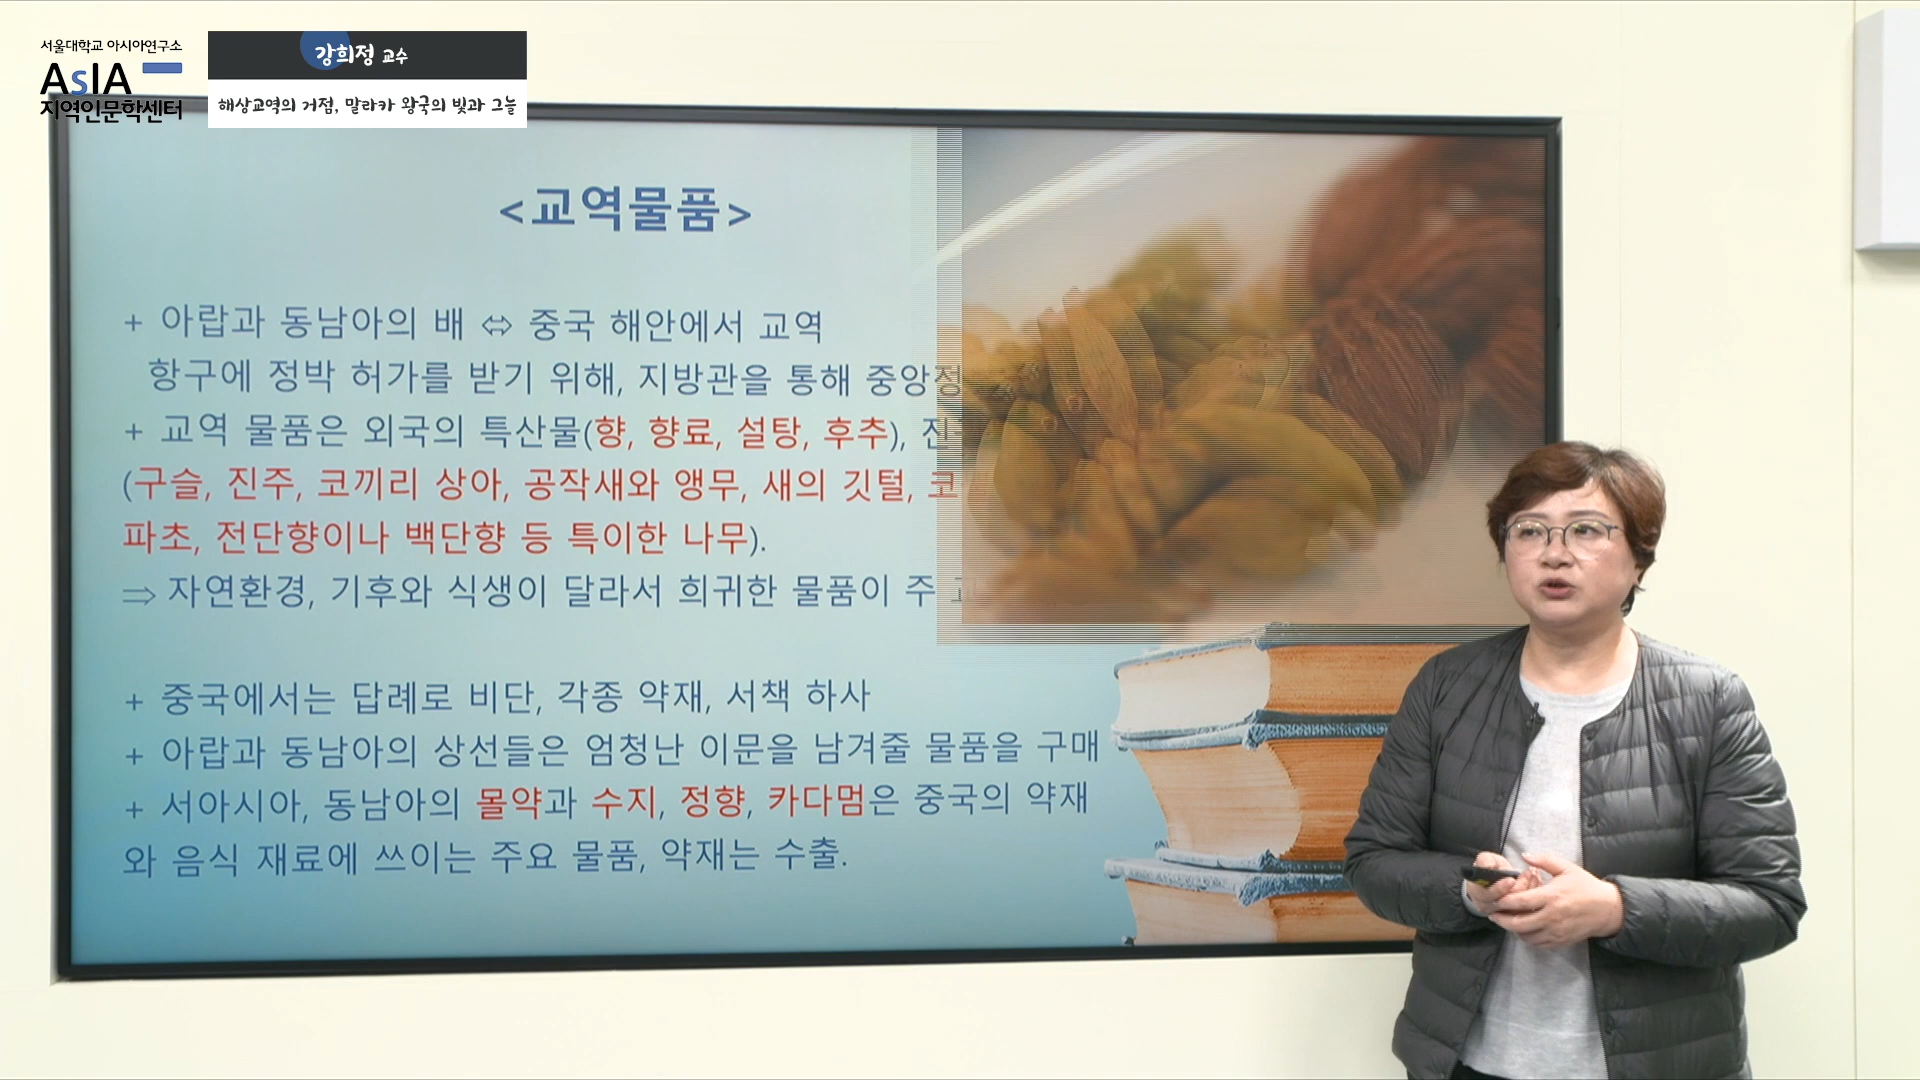 서울대학교 아시아연구소
AsIA
지역인문학센터
강희정 교수
해상교역의 거점, 말라카 왕국의 빛과 그늘
<교역물품>
+ 아랍과 동남아의 배 ⇔ 중국 해안에서 교역
항구에 정박 허가를 받기 위해, 지방관을 통해 중앙정
+ 교역 물품은 외국의 특산물(향, 향료, 설탕, 후추), 진
(구슬, 진주, 코끼리 상아, 공작새와 앵무, 새의 깃털, 코
파초, 전단향이나 백단향 등 특이한 나무).
⇒ 자연환경, 기후와 식생이 달라서 희귀한 물품이 주
+ 중국에서는 답례로 비단, 각종 약재, 서책 하사
+ 아랍과 동남아의 상선들은 엄청난 이문을 남겨줄 물품을 구매
+ 서아시아, 동남아의 몰약과 수지, 정향, 카다멈은 중국의 약재
와 음식 재료에 쓰이는 주요 물품, 약재는 수출.